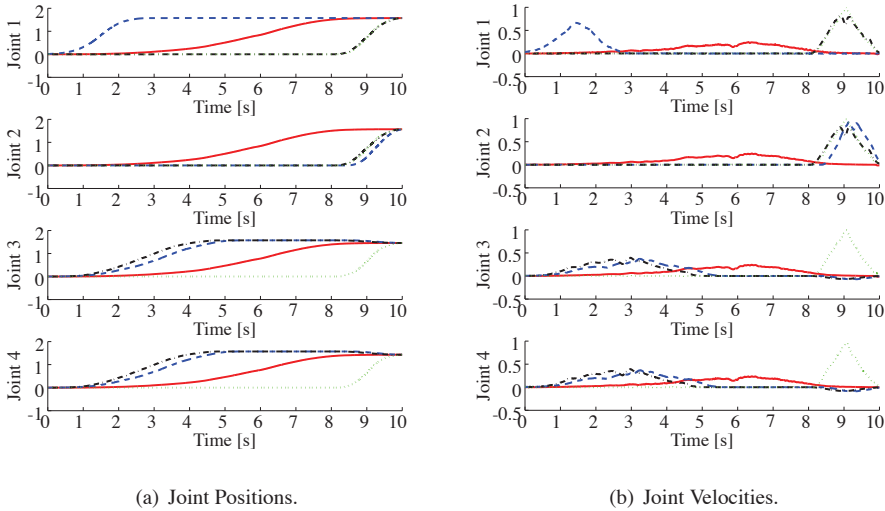 2
1
0
-1
Joint 1
0 1 2 3 4 5 6 7 8 9 10
Time [s]
2
1
0
-1
Joint 2
0 1 2 3 4 5 6 7 8 9 10
Time [s]
2
1
0
-1
Joint 3
0 1 2 3 4 5 6 7 8 9 10
Time [s]
2
1
0
-1
Joint 4
0 1 2 3 4 5 6 7 8 9 10
Time [s]
(a) Joint Positions.
1
0.5
0
-0.5
Joint 1
0 1 2 3 4 5 6 7 8 9 10
Time [s]
1
0.5
0
-0.5
Joint 2
0 1 2 3 4 5 6 7 8 9 10
Time [s]
1
0.5
0
-0.5
Joint 3
0 1 2 3 4 5 6 7 8 9 10
Time [s]
1
0.5
0
-0.5
Joint 4
0 1 2 3 4 5 6 7 8 9 10
Time [s]
(b) Joint Velocities.